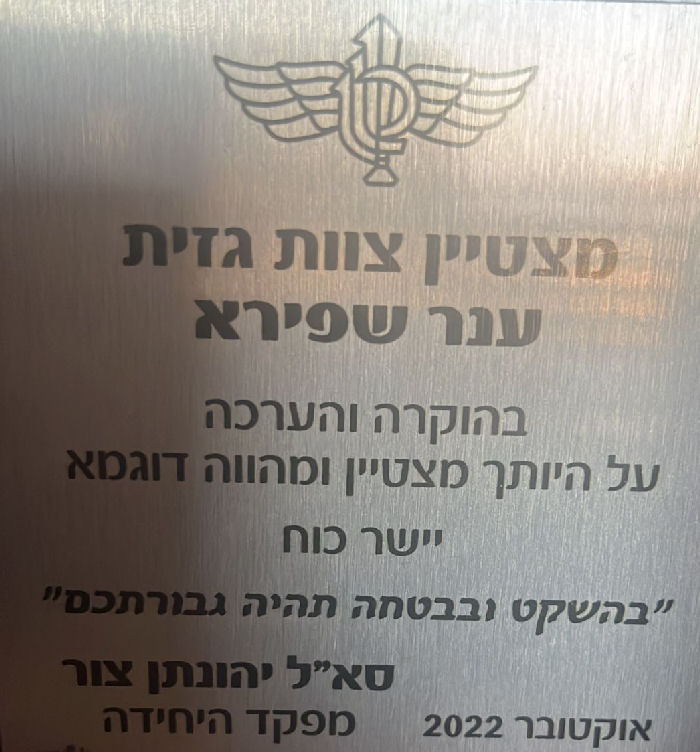 מצטיין צוות גזית
ענר שפירא
בהוקרה והערכה
על היותך מצטיין ומהווה דוגמא
יישר כוח
"בהשקט ובבטחה תהיה גבורתכם"
סא"ל יהונתן צור
אוקטובר 2022 מפקד היחידה